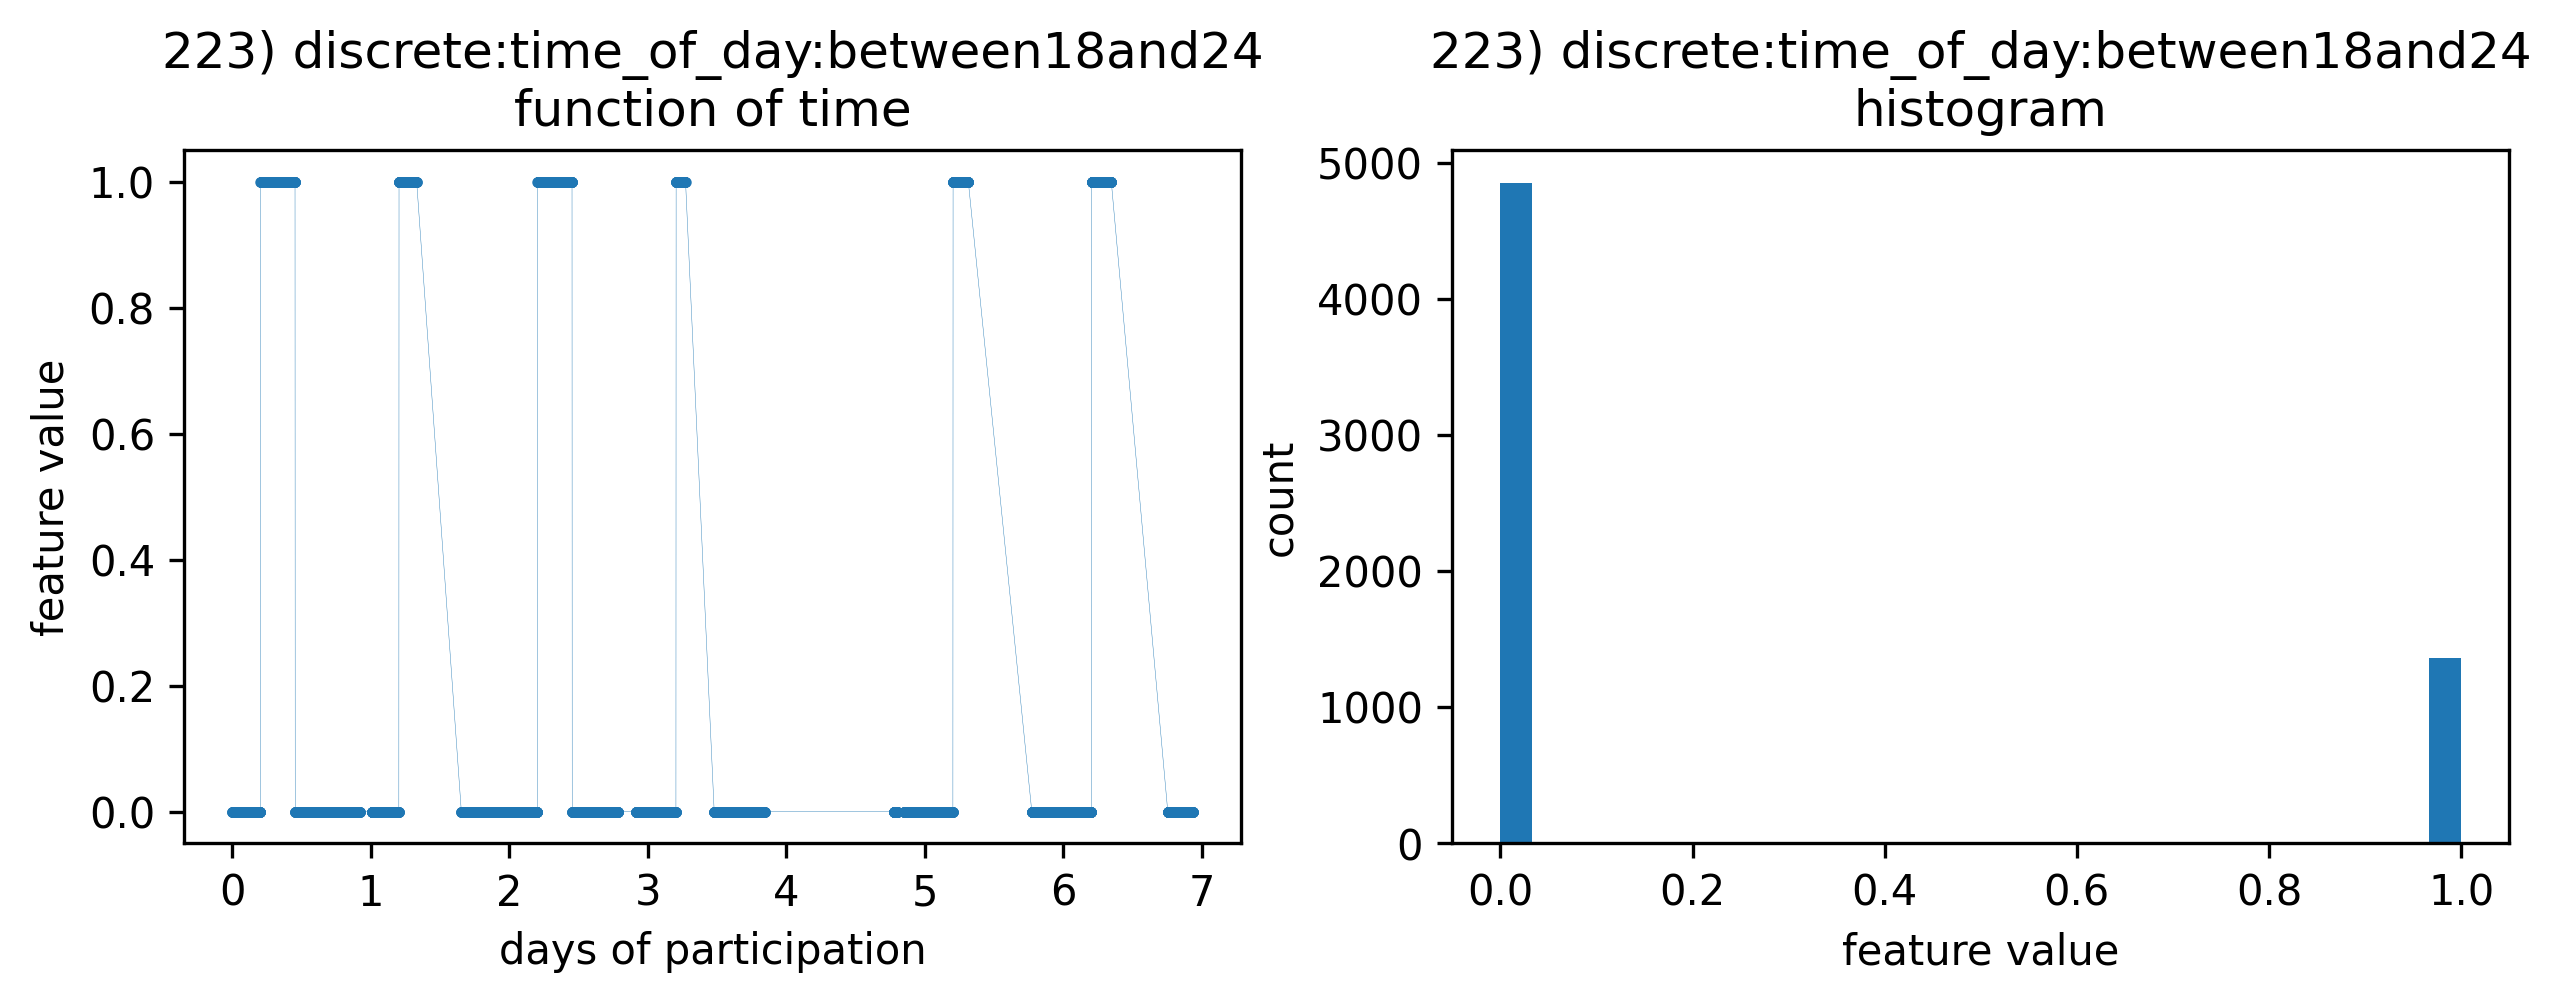 223) discrete:time_of_day:between18and24
function of time
1.0
0.8
0.6
0.4
0.2
0.0
feature value
0 1 2 3 4 5 6 7
days of participation
223) discrete:time_of_day:between18and24
histogram
5000
4000
3000
2000
1000
0
count
0.0 0.2 0.4 0.6 0.8 1.0
feature value